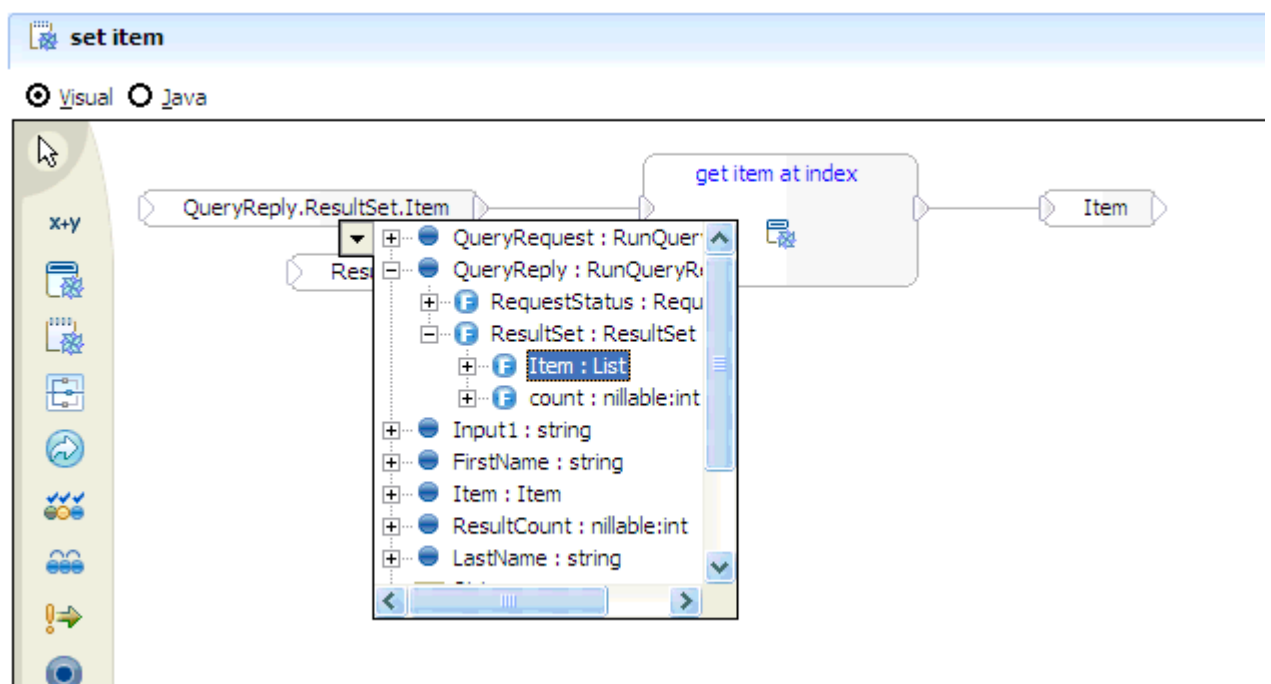 set item
Visual Java
x+y
get item at index
QueryReply.ResultSet.Item
Item
QueryRequest : RunQuer
QueryReply : RunQueryR
RequestStatus : Requ
ResultSet : ResultSet
Item : List
count : nillable:int
Input1 : string
FirstName : string
Item : Item
ResultCount : nillable:int
LastName : string